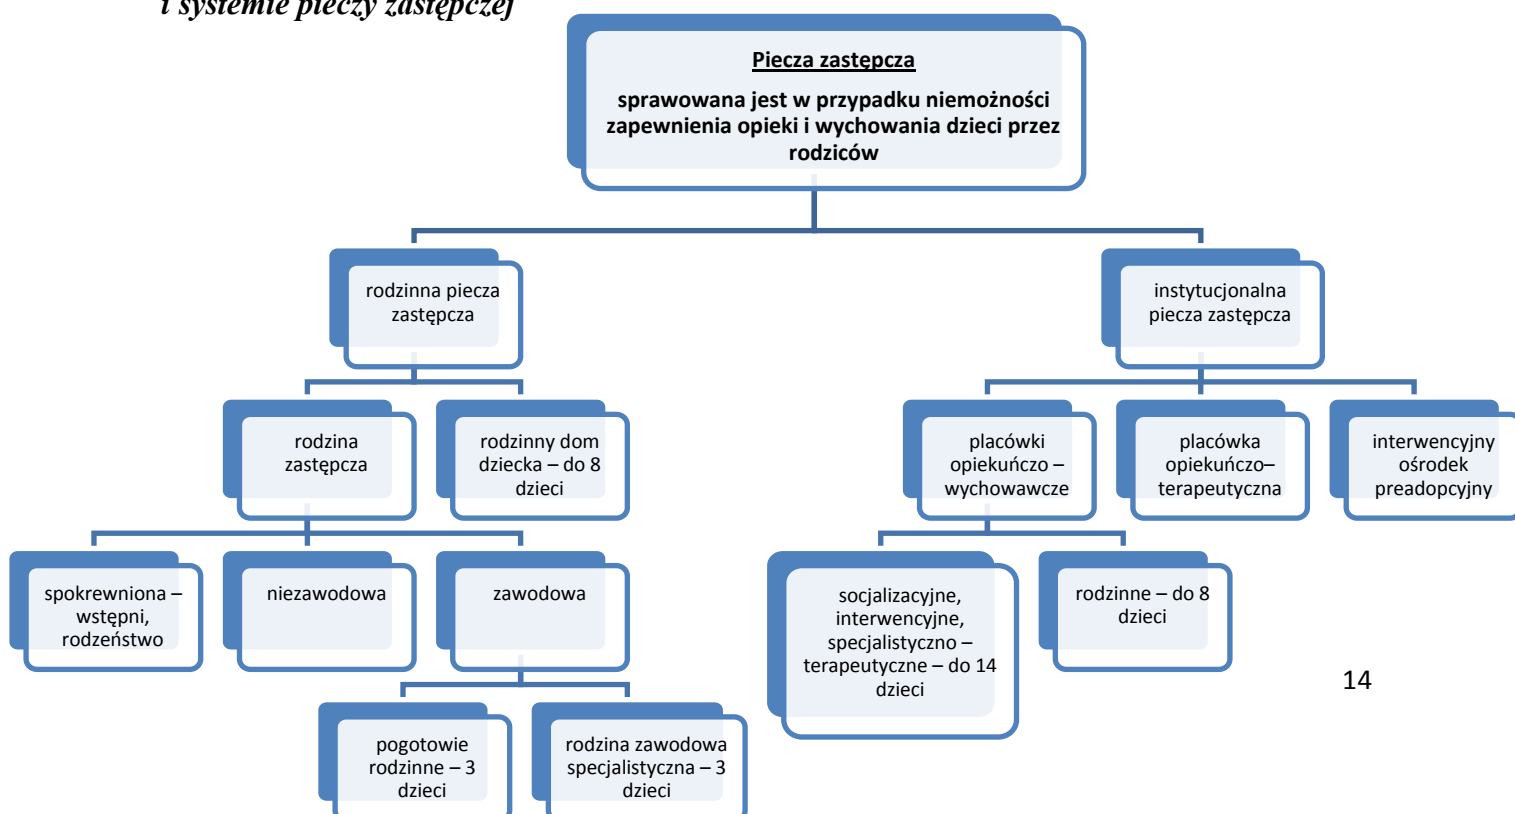 i systemie pieczy zastępczej
Piecza zastępcza
sprawowana jest w przypadku niemożności
zapewnienia opieki i wychowania dzieci przez
rodziców
rodzinna piecza
zastępcza
instytucjonalna
piecza zastępcza
rodzina
zastępcza
rodzinny dom
dziecka – do 8
dzieci
placówki
opiekuńczo –
wychowawcze
placówka
opiekuńczo–
terapeutyczna
interwencyjny
ośrodek
preadopcyjny
spokrewniona –
wstępni,
rodzeństwo
niezawodowa
zawodowa
socjalizacyjne,
interwencyjne,
specjalistyczno –
terapeutyczne – do 14
dzieci
rodzinne – do 8
dzieci
pogotowie
rodzinne – 3
dzieci
rodzina zawodowa
specjalistyczna – 3
dzieci
14